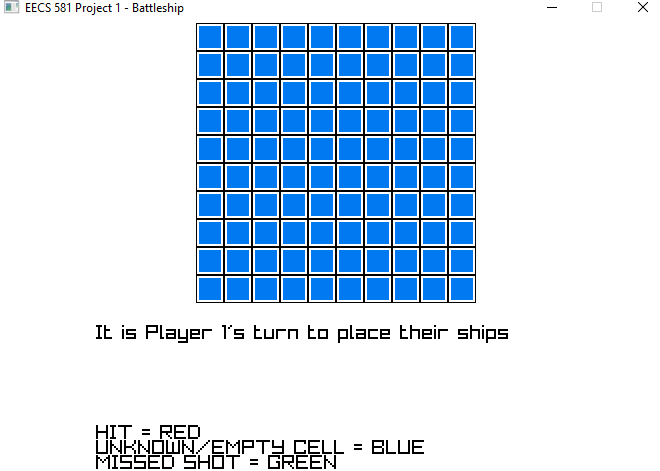 EECS 581 Project 1 - Battleship
It is Player 1's turn to place their ships
HIT = RED
UNKNOWN/EMPTY CELL = BLUE
MISSED SHOT = GREEN